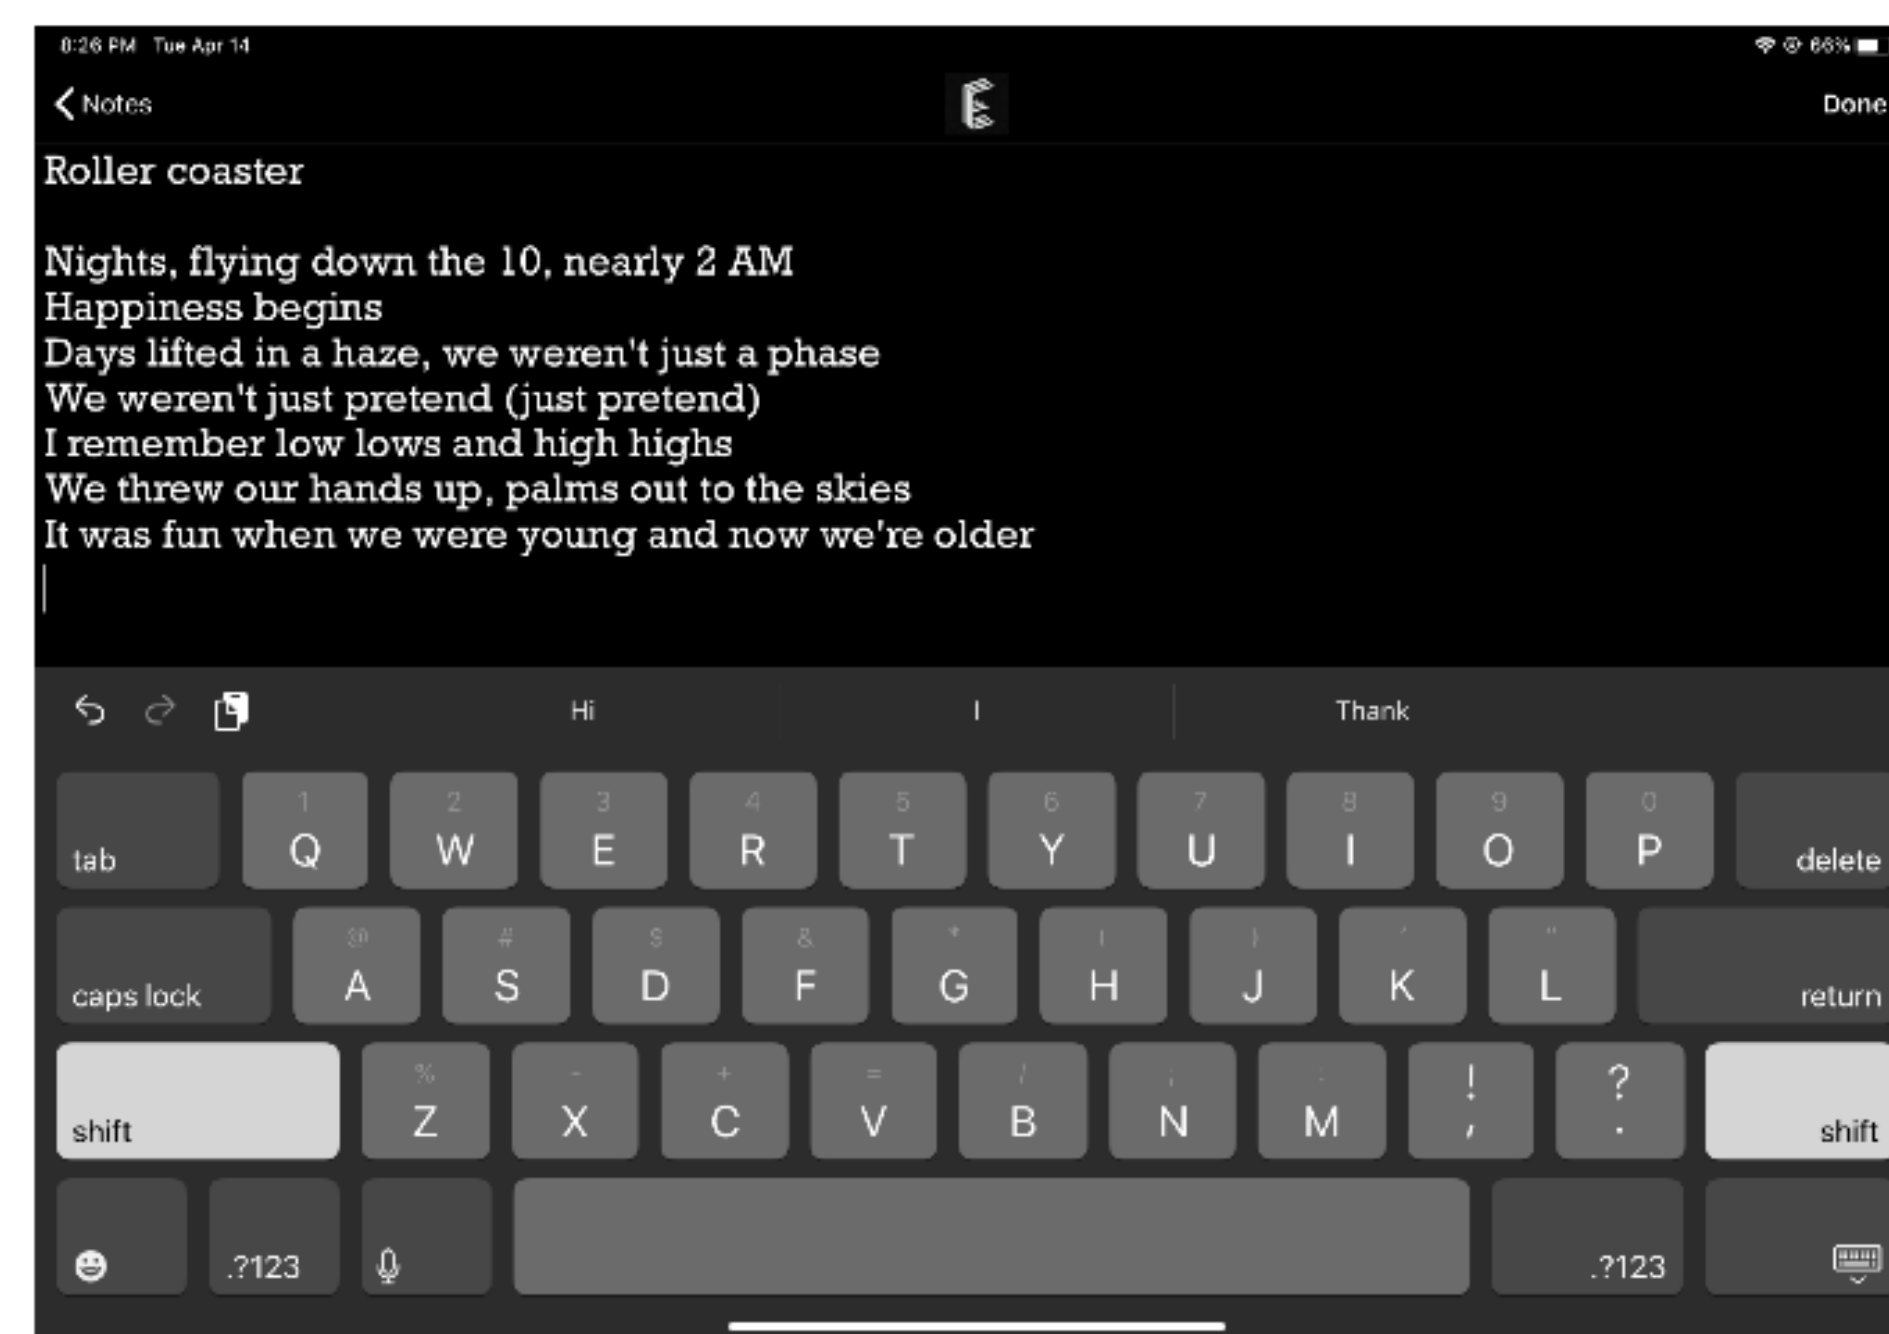 8:26 PM Tue Apr 14 66%
Notes Done
Roller coaster
Nights, flying down the 10, nearly 2 AM
Happiness begins
Days lifted in a haze, we weren't just a phase
We weren't just pretend (just pretend)
I remember low lows and high highs
We threw our hands up, palms out to the skies
It was fun when we were young and now we're older
Hi I Thank
1 2 3 4 5 6 7 8 9 0
tab Q W E R T Y U I O P delete
@ # $ & * ( ) ' "
caps lock A S D F G H J K L return
% - + = / ; : ! ?
shift Z X C V B N M , . shift
.?123 .?123